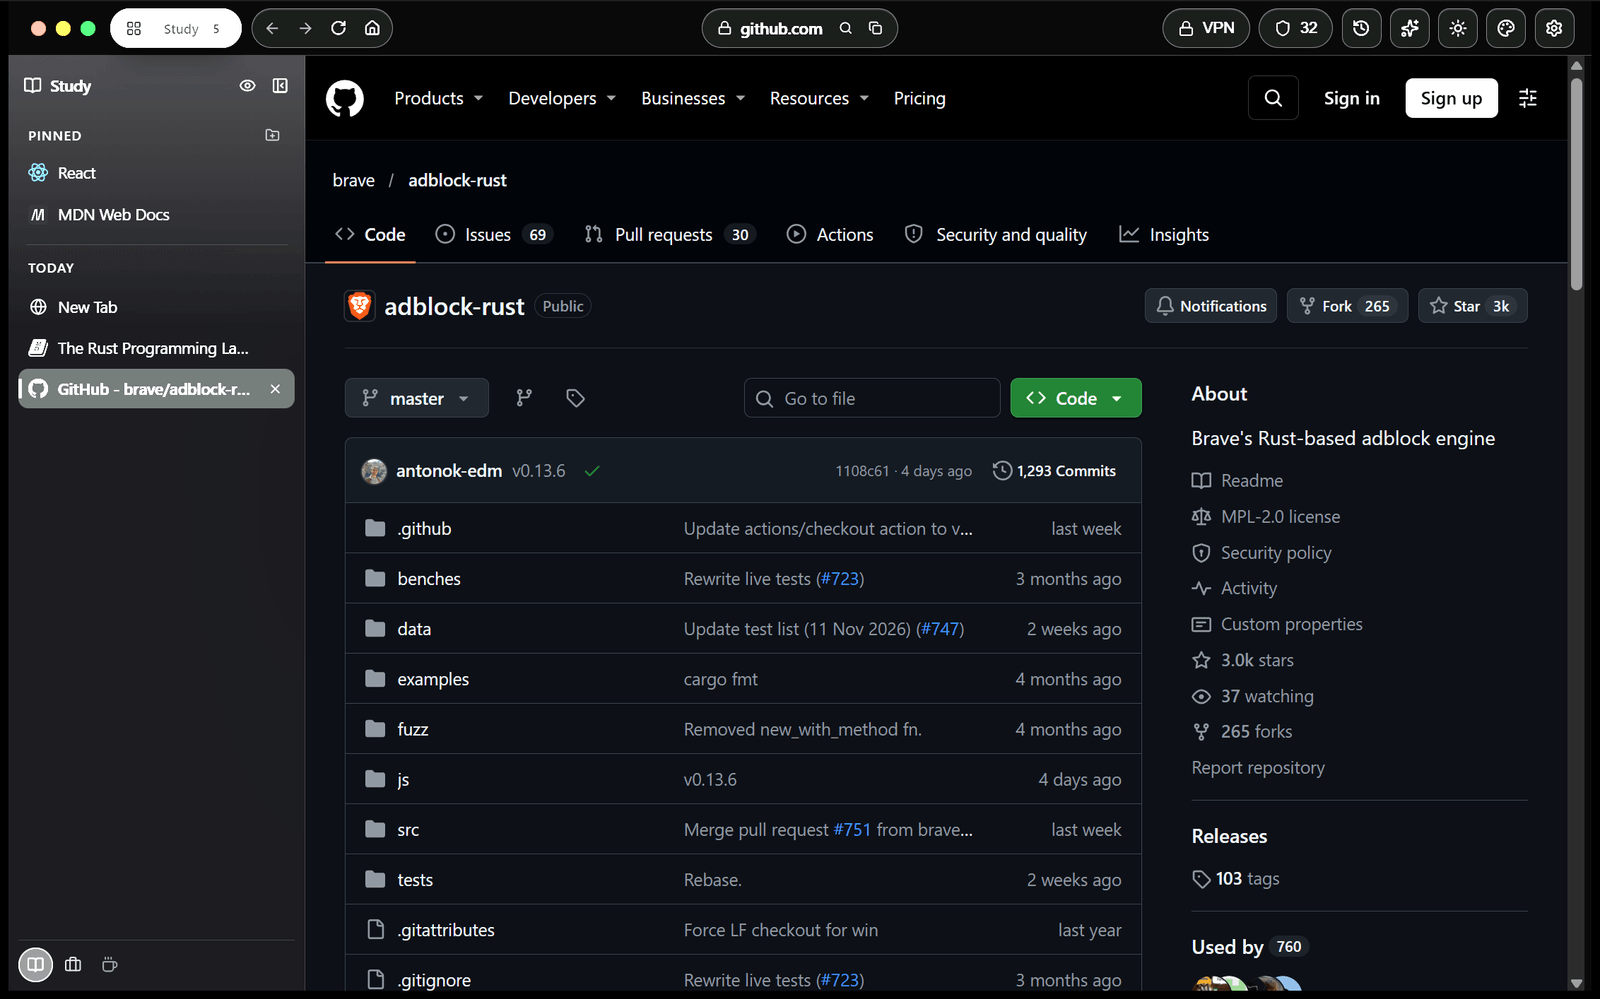 Study 5
github.com
VPN
32
Study
PINNED
React
MDN Web Docs
TODAY
New Tab
The Rust Programming La...
GitHub - brave/adblock-r...
Products
Developers
Businesses
Resources
Pricing
Sign in
Sign up
brave / adblock-rust
Code
Issues 69
Pull requests 30
Actions
Security and quality
Insights
adblock-rust Public
Notifications
Fork 265
Star 3k
master
Go to file
Code
antonok-edm v0.13.6 1108c61 · 4 days ago 1,293 Commits
.github Update actions/checkout action to v... last week
benches Rewrite live tests (#723) 3 months ago
data Update test list (11 Nov 2026) (#747) 2 weeks ago
examples cargo fmt 4 months ago
fuzz Removed new_with_method fn. 4 months ago
js v0.13.6 4 days ago
src Merge pull request #751 from brave... last week
tests Rebase. 2 weeks ago
.gitattributes Force LF checkout for win last year
.gitignore Rewrite live tests (#723) 3 months ago
About
Brave's Rust-based adblock engine
Readme
MPL-2.0 license
Security policy
Activity
Custom properties
3.0k stars
37 watching
265 forks
Report repository
Releases
103 tags
Used by 760